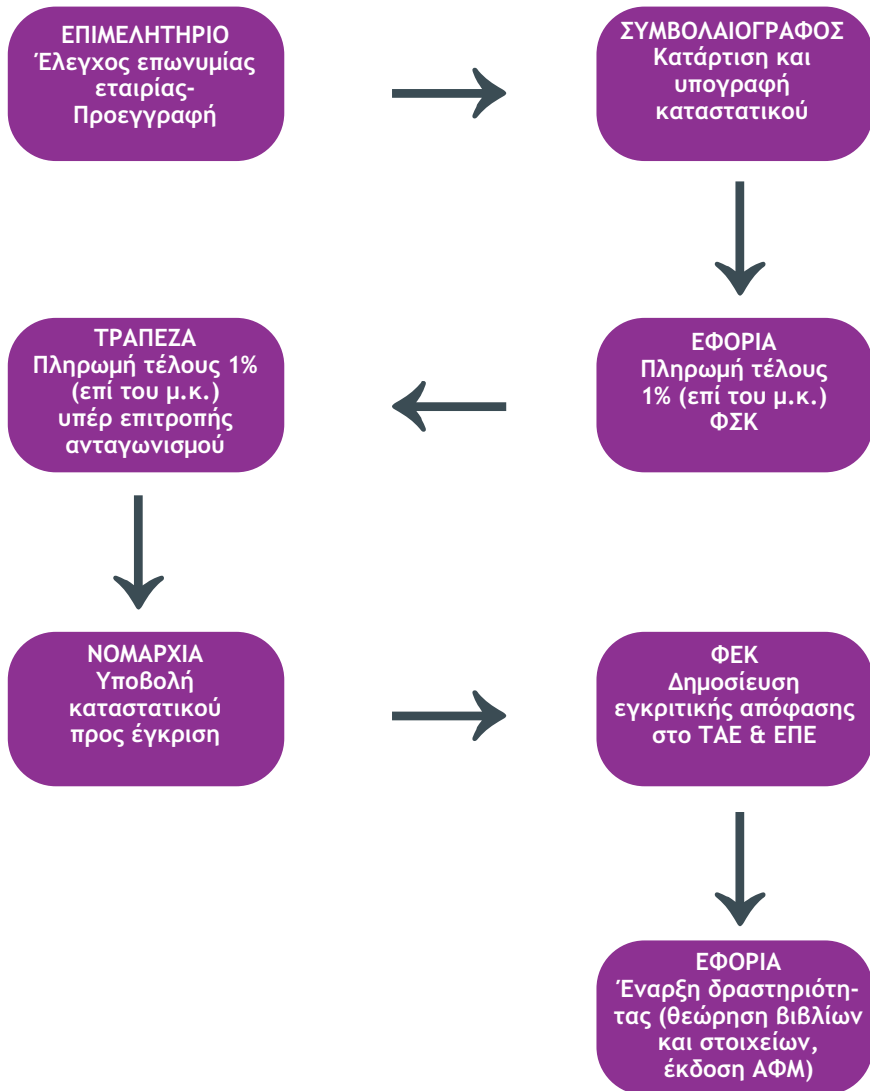 ΕΠΙΜΕΛΗΤΗΡΙΟ
Έλεγχος επωνυμίας
εταιρίας-
Προεγγραφή
ΣΥΜΒΟΛΑΙΟΓΡΑΦΟΣ
Κατάρτιση και
υπογραφή
καταστατικού
ΕΦΟΡΙΑ
Πληρωμή τέλους
1% (επί του μ.κ.)
ΦΣΚ
ΤΡΑΠΕΖΑ
Πληρωμή τέλους 1%
(επί του μ.κ.)
υπέρ επιτροπής
ανταγωνισμού
ΝΟΜΑΡΧΙΑ
Υποβολή
καταστατικού
προς έγκριση
ΦΕΚ
Δημοσίευση
εγκριτικής απόφασης
στο ΤΑΕ & ΕΠΕ
ΕΦΟΡΙΑ
Έναρξη δραστηριότη-
τας (θεώρηση βιβλίων
και στοιχείων,
έκδοση ΑΦΜ)